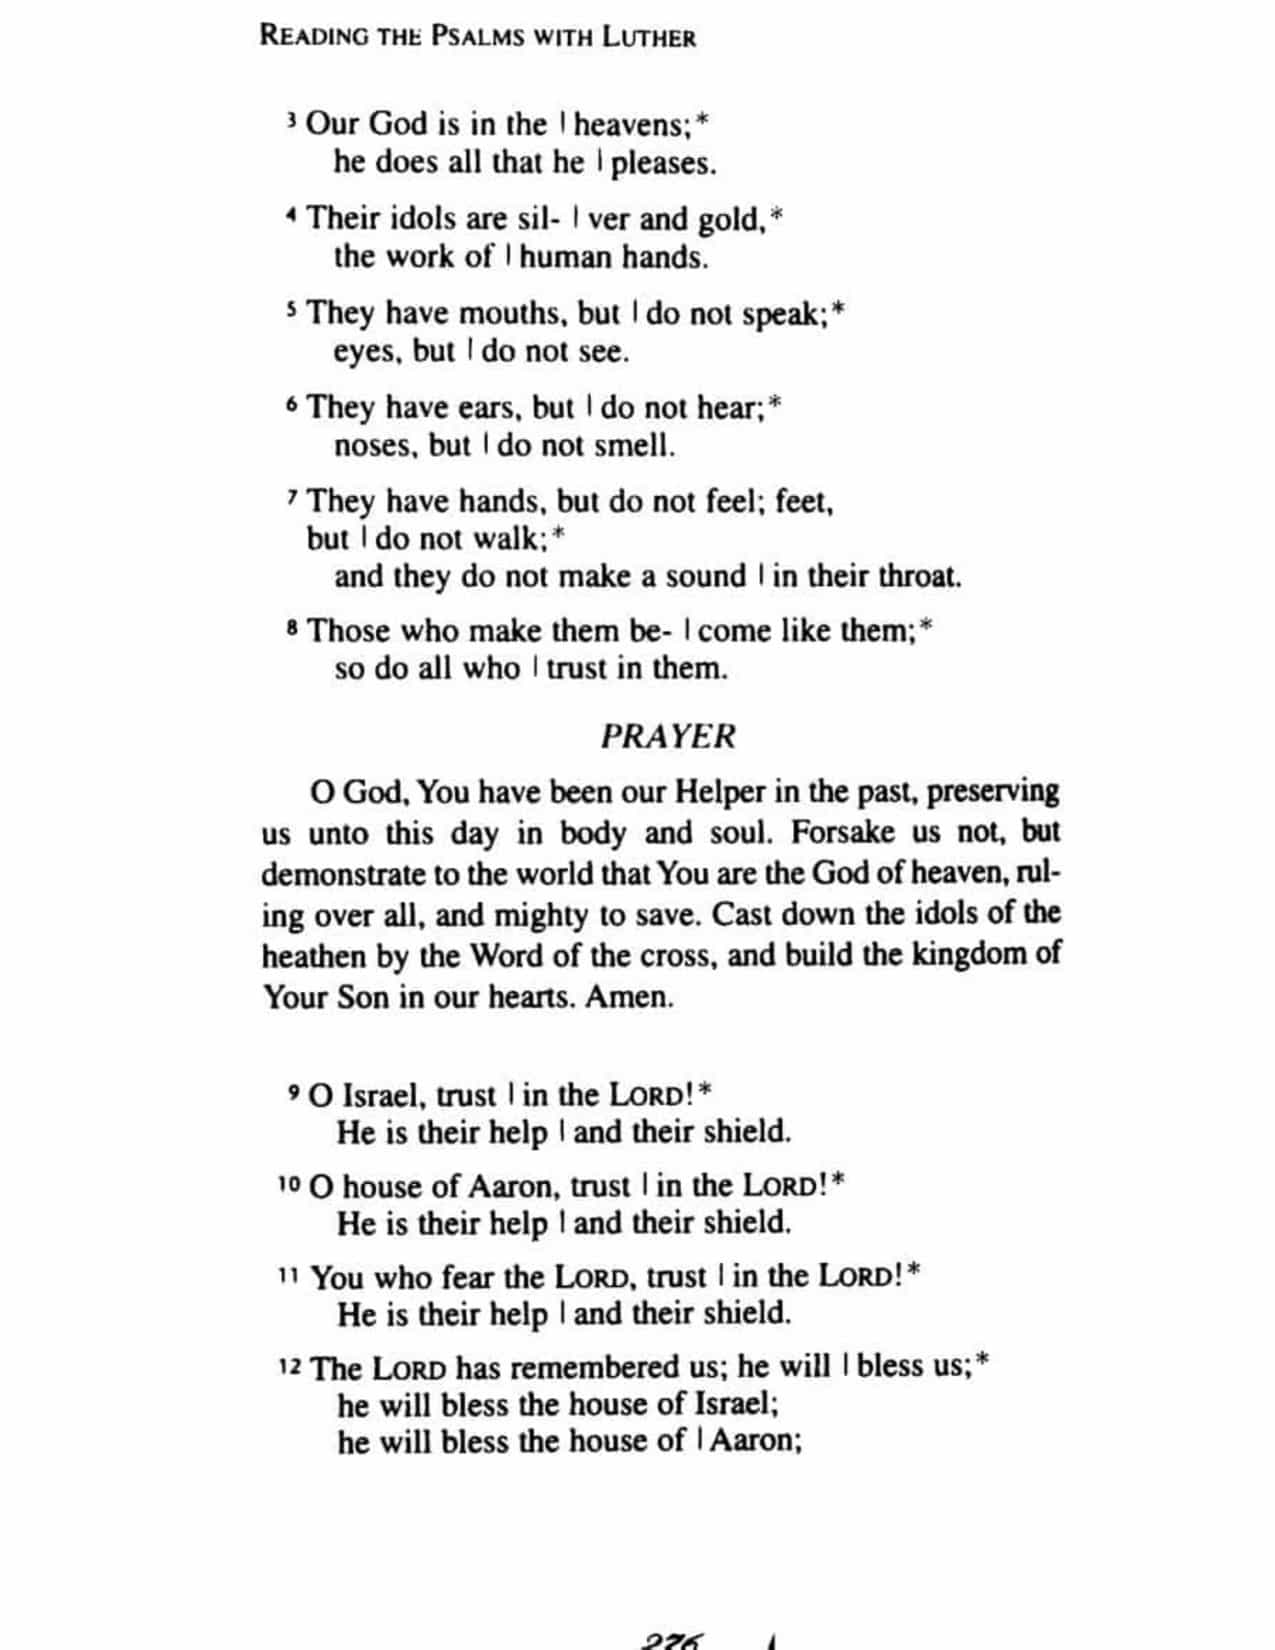 READING THE PSALMS WITH LUTHER
3 Our God is in the | heavens;*
he does all that he | pleases.
4 Their idols are sil- | ver and gold,*
the work of | human hands.
5 They have mouths, but | do not speak;*
eyes, but | do not see.
6 They have ears, but | do not hear;*
noses, but | do not smell.
7 They have hands, but do not feel; feet,
but | do not walk;*
and they do not make a sound | in their throat.
8 Those who make them be- | come like them;*
so do all who | trust in them.
PRAYER
O God, You have been our Helper in the past, preserving
us unto this day in body and soul. Forsake us not, but
demonstrate to the world that You are the God of heaven, rul-
ing over all, and mighty to save. Cast down the idols of the
heathen by the Word of the cross, and build the kingdom of
Your Son in our hearts. Amen.
9 O Israel, trust | in the LORD!*
He is their help | and their shield.
10 O house of Aaron, trust | in the LORD!*
He is their help | and their shield.
11 You who fear the LORD, trust | in the LORD!*
He is their help | and their shield.
12 The LORD has remembered us; he will | bless us;*
he will bless the house of Israel;
he will bless the house of | Aaron;